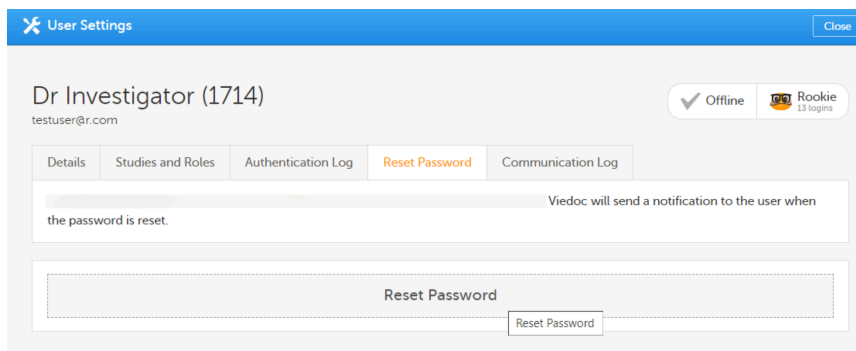 User Settings
Close
Dr Investigator (1714)
testuser@r.com
Offline
Rookie
13 logins
Details
Studies and Roles
Authentication Log
Reset Password
Communication Log
Viedoc will send a notification to the user when
the password is reset.
Reset Password
Reset Password